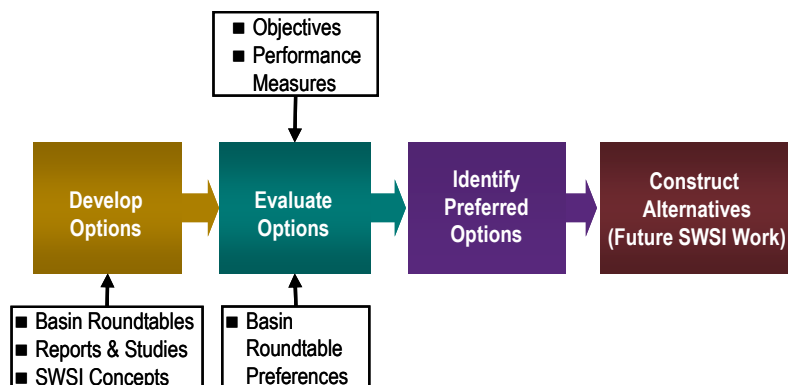 ■ Objectives
■ Performance
Measures
Develop
Options
Evaluate
Options
Identify
Preferred
Options
Construct
Alternatives
(Future SWSI Work)
■ Basin Roundtables
■ Reports & Studies
■ SWSI Concepts
■ Basin
Roundtable
Preferences